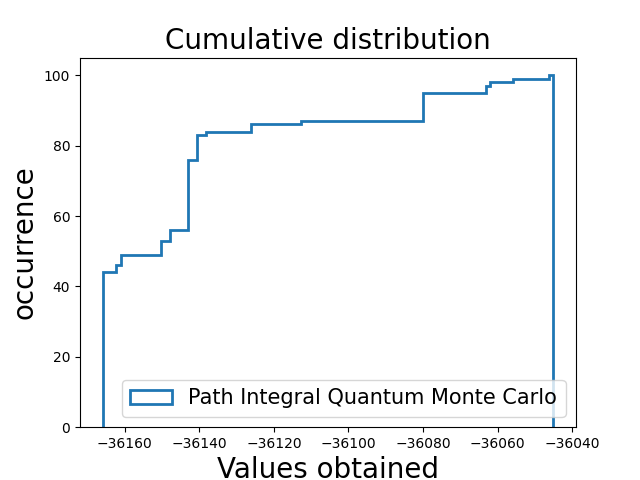 Cumulative distribution
100
80
60
40
20
0
occurrence
Path Integral Quantum Monte Carlo
−36160 −36140 −36120 −36100 −36080 −36060 −36040
Values obtained